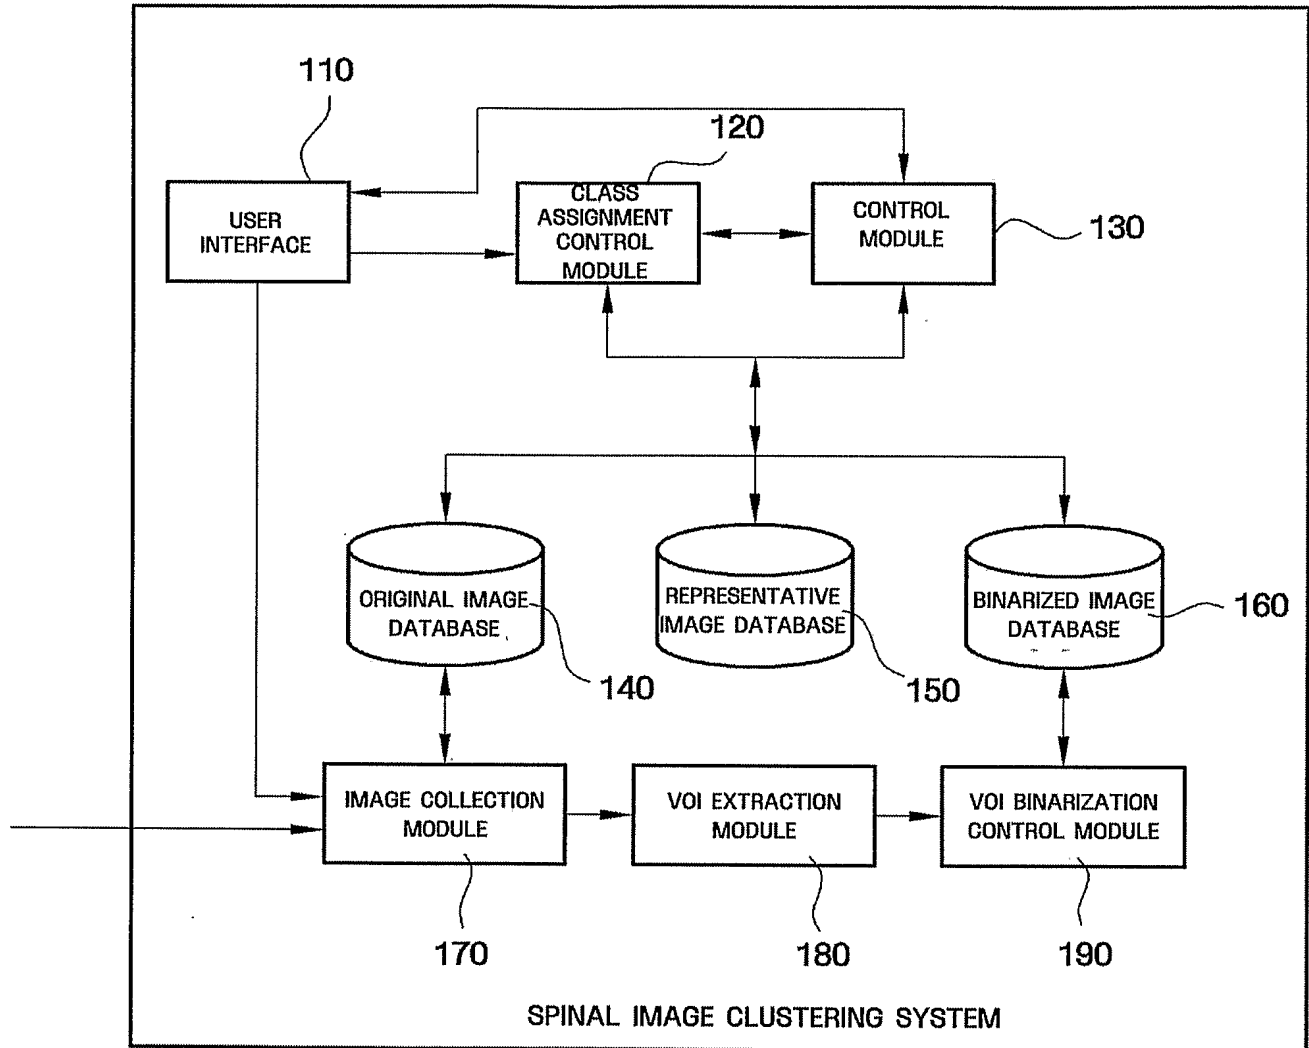 110
120
USER
INTERFACE
CLASS
ASSIGNMENT
CONTROL
MODULE
CONTROL
MODULE
130
ORIGINAL IMAGE
DATABASE
140
REPRESENTATIVE
IMAGE DATABASE
150
BINARIZED IMAGE
DATABASE
160
IMAGE COLLECTION
MODULE
VOI EXTRACTION
MODULE
VOI BINARIZATION
CONTROL MODULE
170
180
190
SPINAL IMAGE CLUSTERING SYSTEM